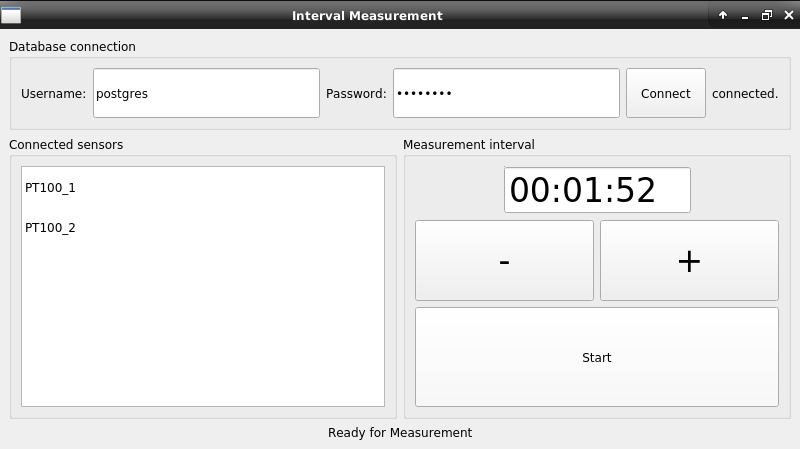 Interval Measurement
Database connection
Username: postgres Password: •••••••• Connect connected.
Connected sensors
PT100_1
PT100_2
Measurement interval
00:01:52
- +
Start
Ready for Measurement